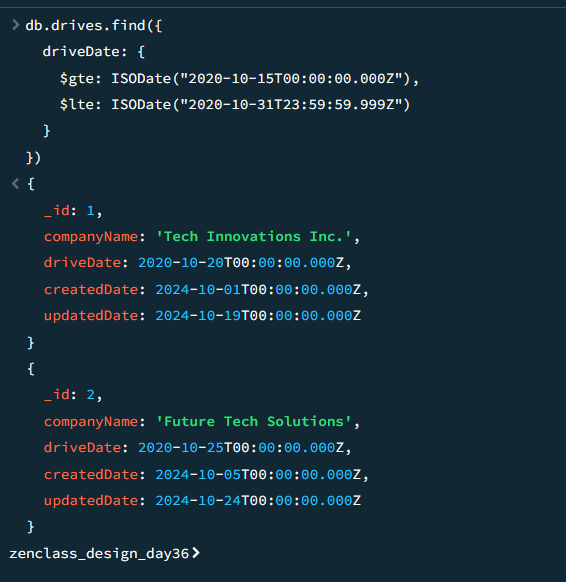 > db.drives.find({
driveDate: {
$gte: ISODate("2020-10-15T00:00:00.000Z"),
$lte: ISODate("2020-10-31T23:59:59.999Z")
}
})
< {
_id: 1,
companyName: 'Tech Innovations Inc.',
driveDate: 2020-10-20T00:00:00.000Z,
createdDate: 2024-10-01T00:00:00.000Z,
updatedDate: 2024-10-19T00:00:00.000Z
}
{
_id: 2,
companyName: 'Future Tech Solutions',
driveDate: 2020-10-25T00:00:00.000Z,
createdDate: 2024-10-05T00:00:00.000Z,
updatedDate: 2024-10-24T00:00:00.000Z
}
zenclass_design_day36>